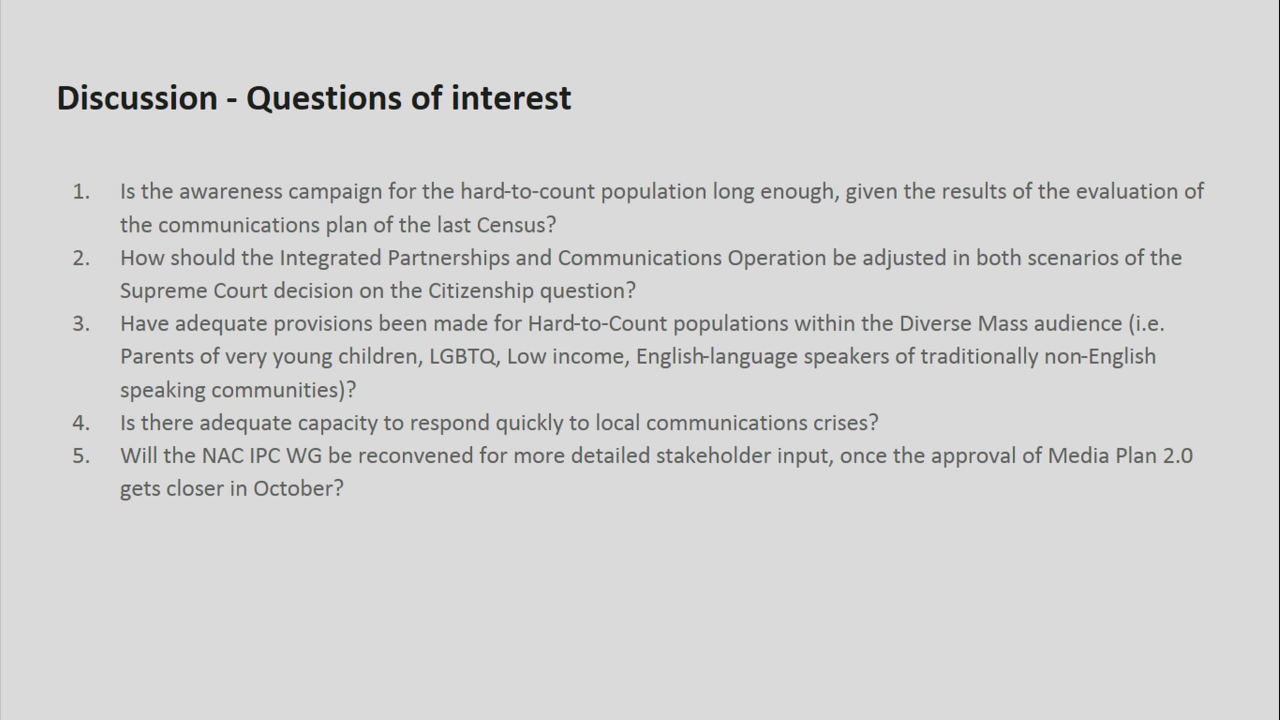 Discussion - Questions of interest
1. Is the awareness campaign for the hard-to-count population long enough, given the results of the evaluation of
the communications plan of the last Census?
2. How should the Integrated Partnerships and Communications Operation be adjusted in both scenarios of the
Supreme Court decision on the Citizenship question?
3. Have adequate provisions been made for Hard-to-Count populations within the Diverse Mass audience (i.e.
Parents of very young children, LGBTQ, Low income, English-language speakers of traditionally non-English
speaking communities)?
4. Is there adequate capacity to respond quickly to local communications crises?
5. Will the NAC IPC WG be reconvened for more detailed stakeholder input, once the approval of Media Plan 2.0
gets closer in October?